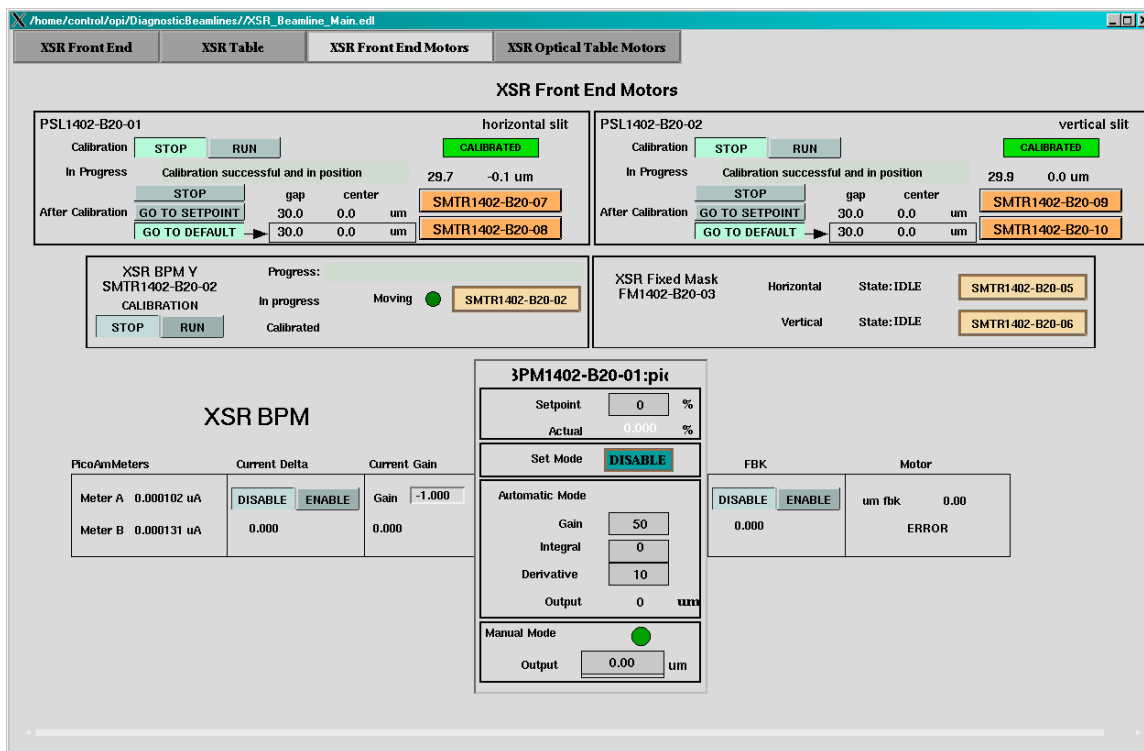 X /home/control/opi/DiagnosticBeamlines//XSR_Beamline_Main.edl
XSR Front End XSR Table XSR Front End Motors XSR Optical Table Motors
XSR Front End Motors
PSL1402-B20-01 horizontal slit
Calibration STOP RUN CALIBRATED
In Progress Calibration successful and in position 29.7 -0.1 um
STOP gap center SMTR1402-B20-07
After Calibration GO TO SETPOINT 30.0 0.0 um
GO TO DEFAULT 30.0 0.0 um SMTR1402-B20-08
PSL1402-B20-02 vertical slit
Calibration STOP RUN CALIBRATED
In Progress Calibration successful and in position 29.9 0.0 um
STOP gap center SMTR1402-B20-09
After Calibration GO TO SETPOINT 30.0 0.0 um
GO TO DEFAULT 30.0 0.0 um SMTR1402-B20-10
XSR BPM Y Progress:
SMTR1402-B20-02
CALIBRATION In progress Moving SMTR1402-B20-02
STOP RUN Calibrated
XSR Fixed Mask Horizontal State: IDLE SMTR1402-B20-05
FM1402-B20-03
Vertical State: IDLE SMTR1402-B20-06
XSR BPM
PicoAmMeters Current Delta Current Gain
Meter A 0.000102 uA DISABLE ENABLE Gain -1.000
Meter B 0.000131 uA 0.000 0.000
BPM1402-B20-01:pic
Setpoint 0 %
Actual 0.000 %
Set Mode DISABLE
Automatic Mode
Gain 50
Integral 0
Derivative 10
Output 0 um
Manual Mode
Output 0.00 um
FBK Motor
DISABLE ENABLE um fbk 0.00
0.000 ERROR